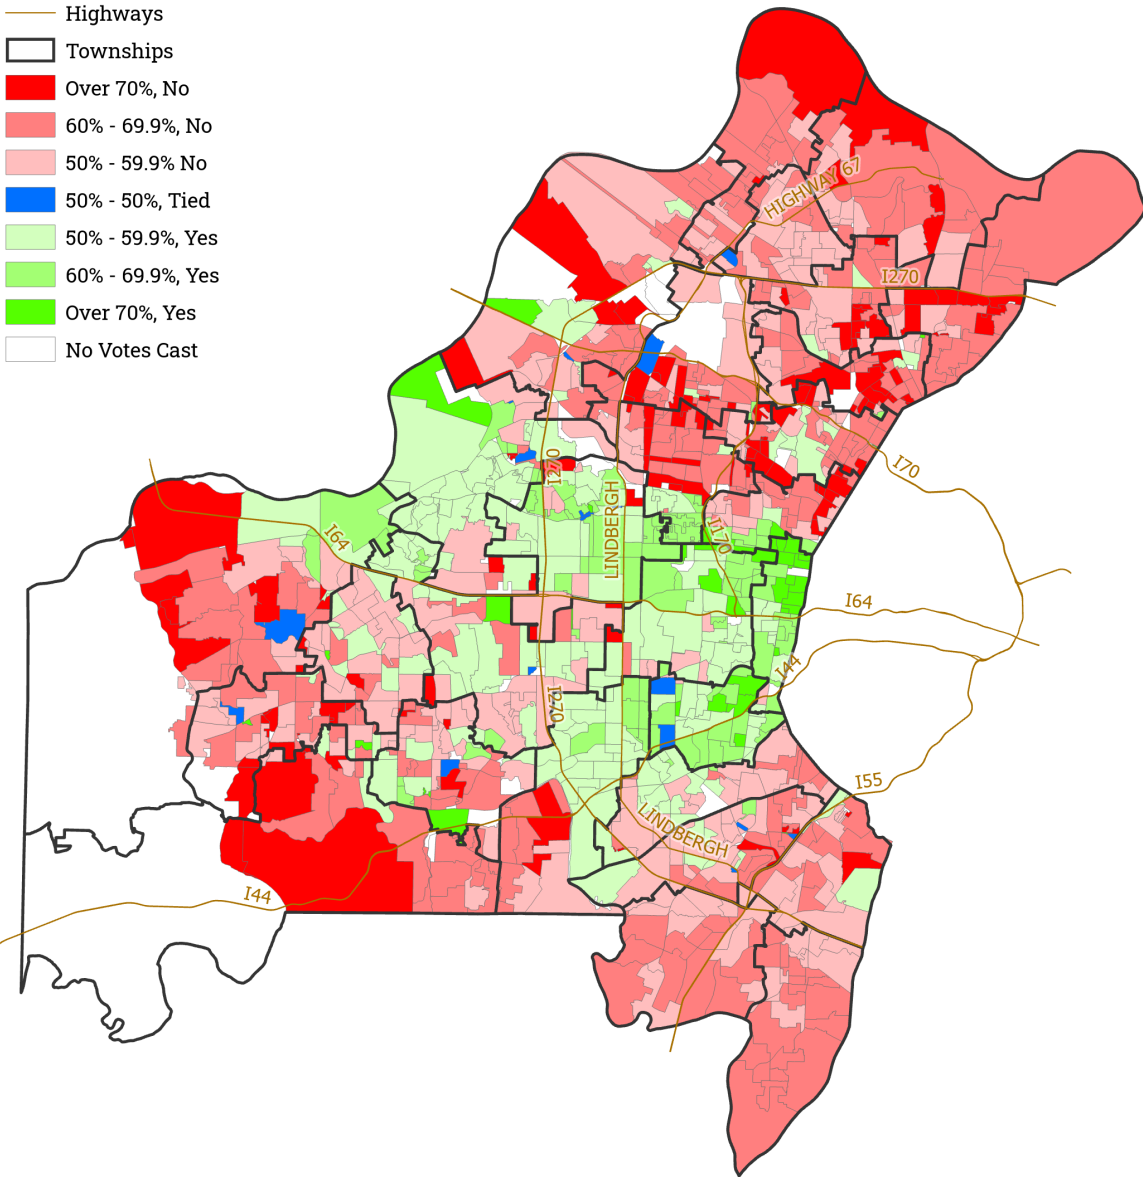 Highways
Townships
Over 70%, No
60% - 69.9%, No
50% - 59.9% No
50% - 50%, Tied
50% - 59.9%, Yes
60% - 69.9%, Yes
Over 70%, Yes
No Votes Cast
HIGHWAY 67
I270
I270
I70
LINDBERGH
I170
I64
I64
I44
I270
I55
LINDBERGH
I44